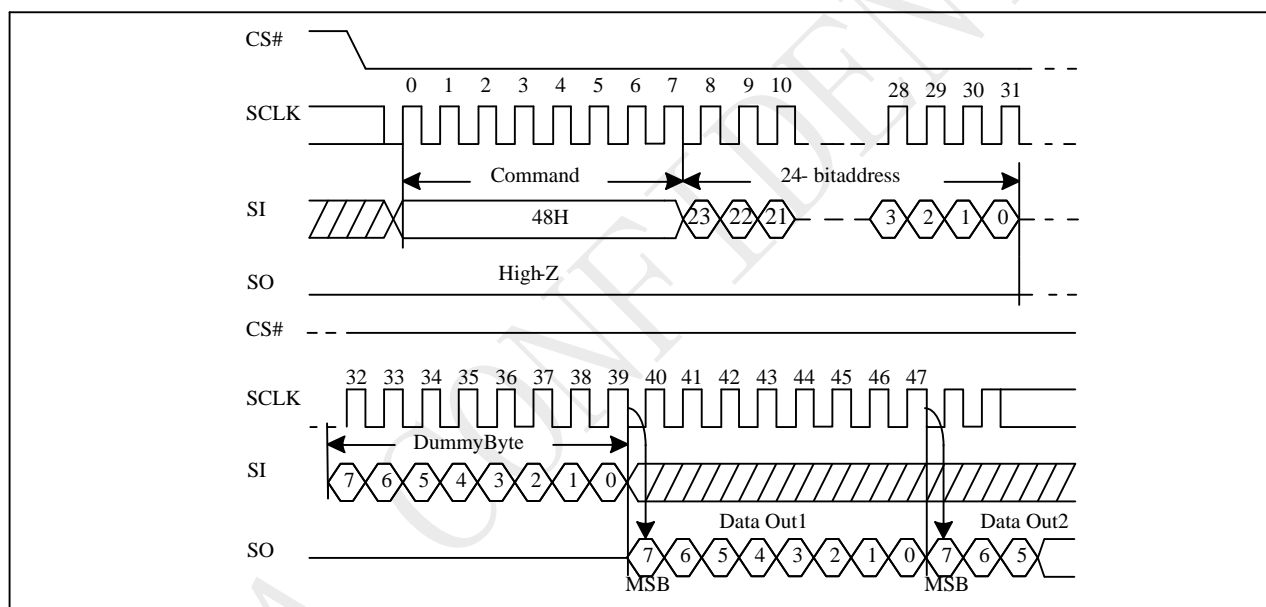 CS#
0 1 2 3 4 5 6 7 8 9 10 28 29 30 31
SCLK
Command 24- bitaddress
SI 48H 23 22 21 3 2 1 0
High-Z
SO
CS#
32 33 34 35 36 37 38 39 40 41 42 43 44 45 46 47
SCLK
DummyByte
SI 7 6 5 4 3 2 1 0
Data Out1 Data Out2
SO 7 6 5 4 3 2 1 0 7 6 5
MSB MSB